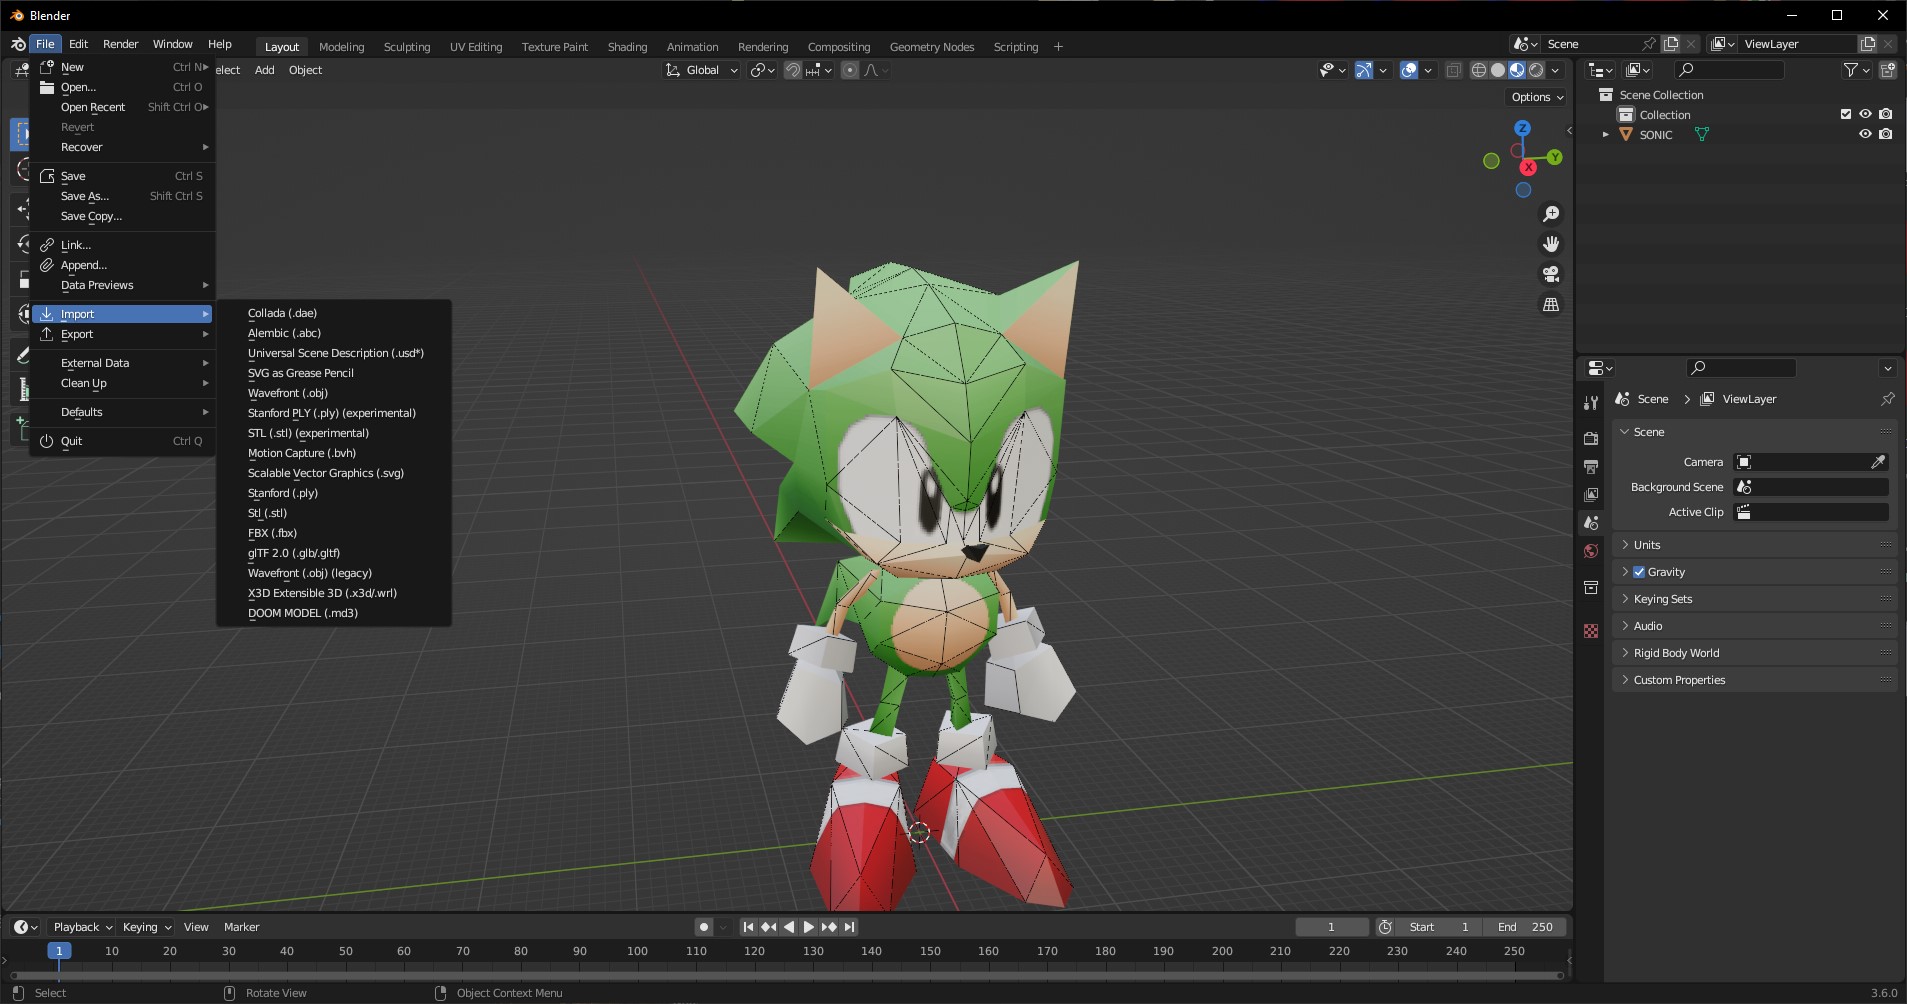 Blender
File Edit Render Window Help Layout Modeling Sculpting UV Editing Texture Paint Shading Animation Rendering Compositing Geometry Nodes Scripting + Scene ViewLayer
elect Add Object Global
Options
New Ctrl N
Open... Ctrl O
Open Recent Shift Ctrl O
Revert
Recover
Save Ctrl S
Save As... Shift Ctrl S
Save Copy...
Link...
Append...
Data Previews
Import
Export
External Data
Clean Up
Defaults
Quit Ctrl Q
Collada (.dae)
Alembic (.abc)
Universal Scene Description (.usd*)
SVG as Grease Pencil
Wavefront (.obj)
Stanford PLY (.ply) (experimental)
STL (.stl) (experimental)
Motion Capture (.bvh)
Scalable Vector Graphics (.svg)
Stanford (.ply)
Stl (.stl)
FBX (.fbx)
glTF 2.0 (.glb/.gltf)
Wavefront (.obj) (legacy)
X3D Extensible 3D (.x3d/.wrl)
DOOM MODEL (.md3)
Z
Y
X
Scene Collection
Collection
SONIC
Scene > ViewLayer
Scene
Camera
Background Scene
Active Clip
Units
Gravity
Keying Sets
Audio
Rigid Body World
Custom Properties
Playback Keying View Marker 1 Start 1 End 250
1 10 20 30 40 50 60 70 80 90 100 110 120 130 140 150 160 170 180 190 200 210 220 230 240 250
Select Rotate View Object Context Menu 3.6.0